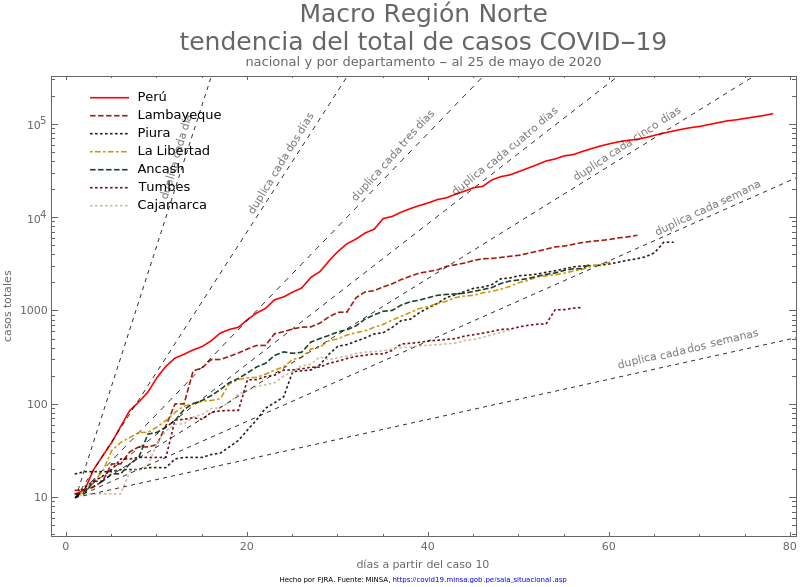 Macro Región Norte
tendencia del total de casos COVID−19
nacional y por departamento − al 25 de mayo de 2020
Perú
Lambayeque
Piura
La Libertad
Ancash
Tumbes
Cajamarca
duplica cada día
duplica cada dos días
duplica cada tres días
duplica cada cuatro días
duplica cada cinco días
duplica cada semana
duplica cada dos semanas
casos totales
10^5
10^4
1000
100
10
0 20 40 60 80
días a partir del caso 10
Hecho por FJRA. Fuente: MINSA, https://covid19.minsa.gob.pe/sala_situacional.asp